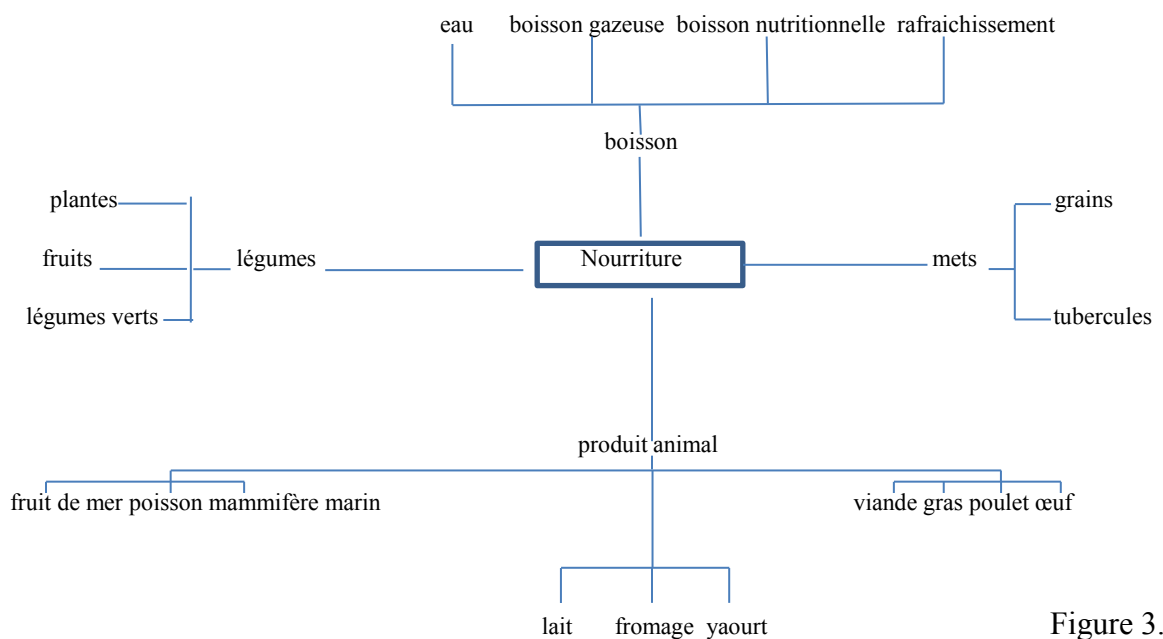 eau boisson gazeuse boisson nutritionnelle rafraichissement
boisson
plantes grains
fruits légumes Nourriture mets
légumes verts tubercules
produit animal
fruit de mer poisson mammifère marin viande gras poulet œuf
lait fromage yaourt
Figure 3.